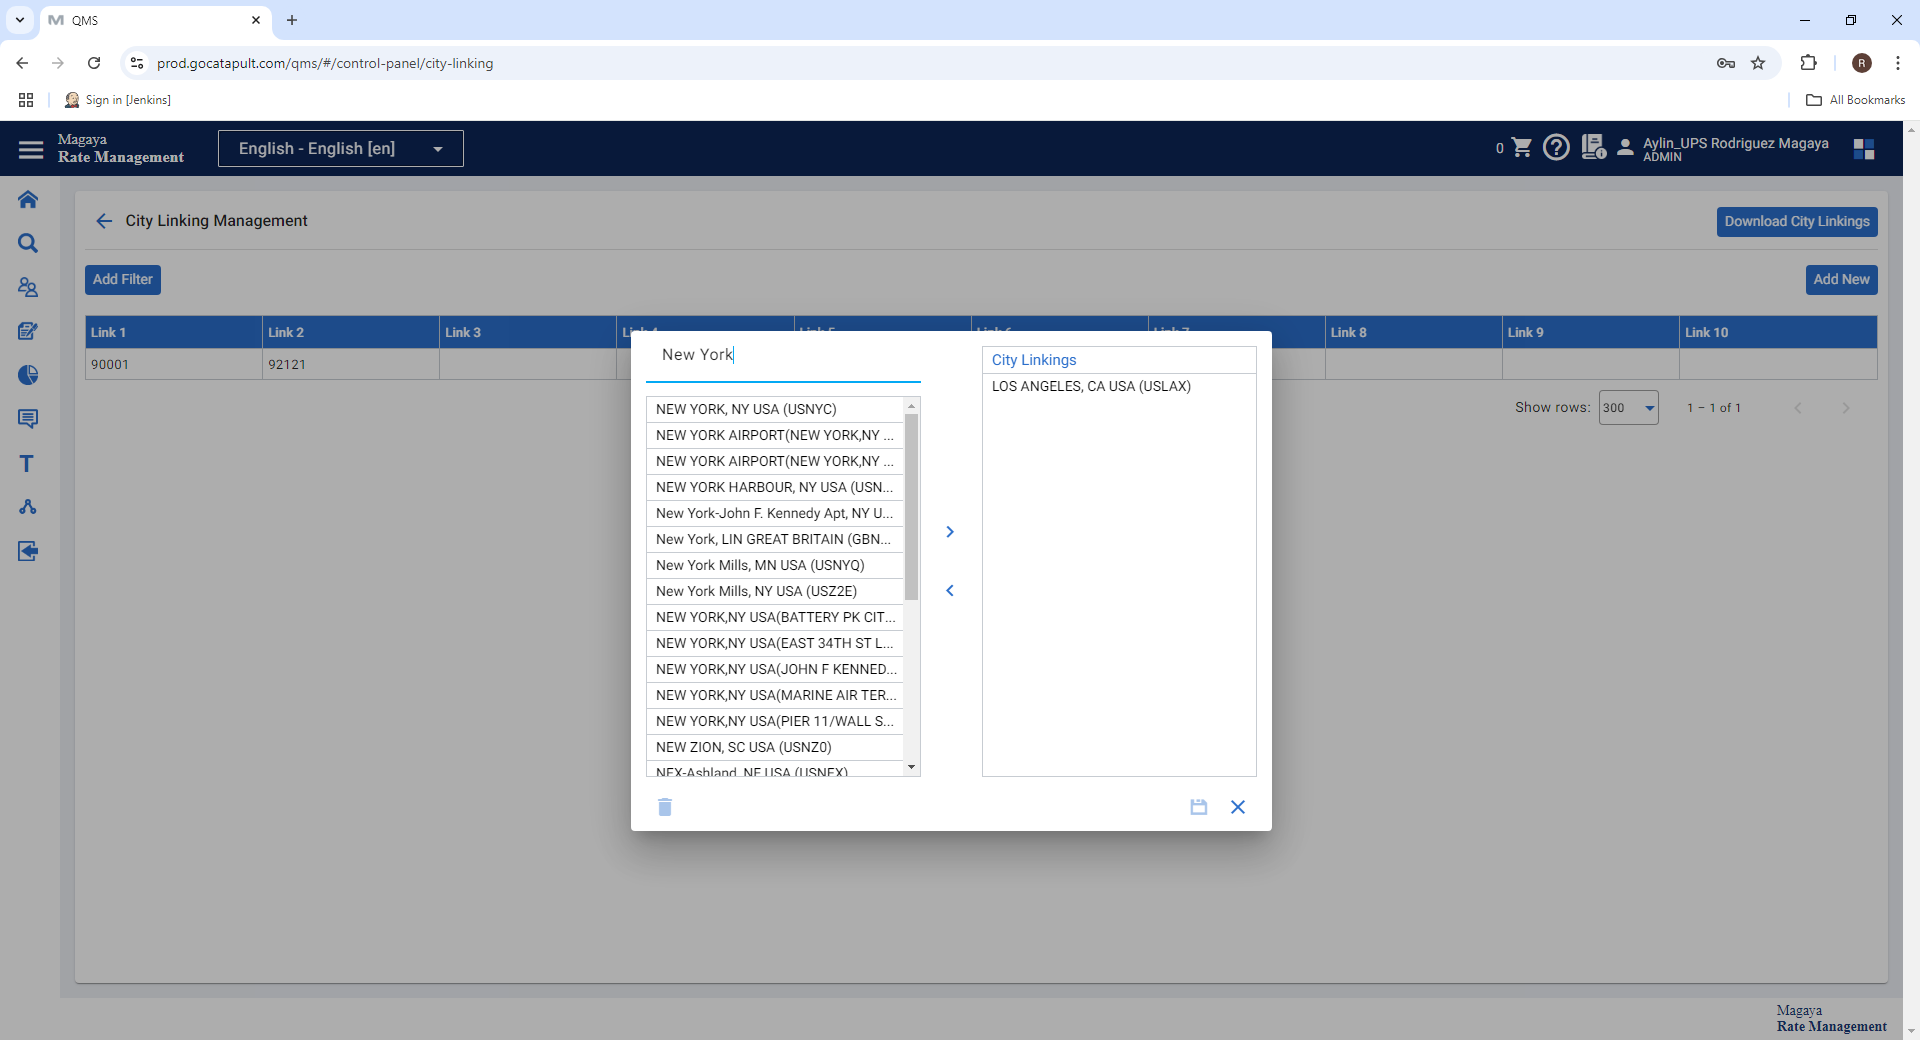 QMS
prod.gocatapult.com/qms/#/control-panel/city-linking
R
Sign in [Jenkins]
All Bookmarks
Magaya
Rate Management
English - English [en]
0
Aylin_UPS Rodriguez Magaya
ADMIN
City Linking Management
Download City Linkings
Add Filter
Add New
Link 1
Link 2
Link 3
Link 8
Link 9
Link 10
90001
92121
Show rows:
300
1 – 1 of 1
New York
NEW YORK, NY USA (USNYC)
NEW YORK AIRPORT(NEW YORK,NY ...
NEW YORK AIRPORT(NEW YORK,NY ...
NEW YORK HARBOUR, NY USA (USN...
New York-John F. Kennedy Apt, NY U...
New York, LIN GREAT BRITAIN (GBN...
New York Mills, MN USA (USNYQ)
New York Mills, NY USA (USZ2E)
NEW YORK,NY USA(BATTERY PK CIT...
NEW YORK,NY USA(EAST 34TH ST L...
NEW YORK,NY USA(JOHN F KENNED...
NEW YORK,NY USA(MARINE AIR TER...
NEW YORK,NY USA(PIER 11/WALL S...
NEW ZION, SC USA (USNZ0)
NEX-Ashland, NE USA (USNEX)
City Linkings
LOS ANGELES, CA USA (USLAX)
Magaya
Rate Management